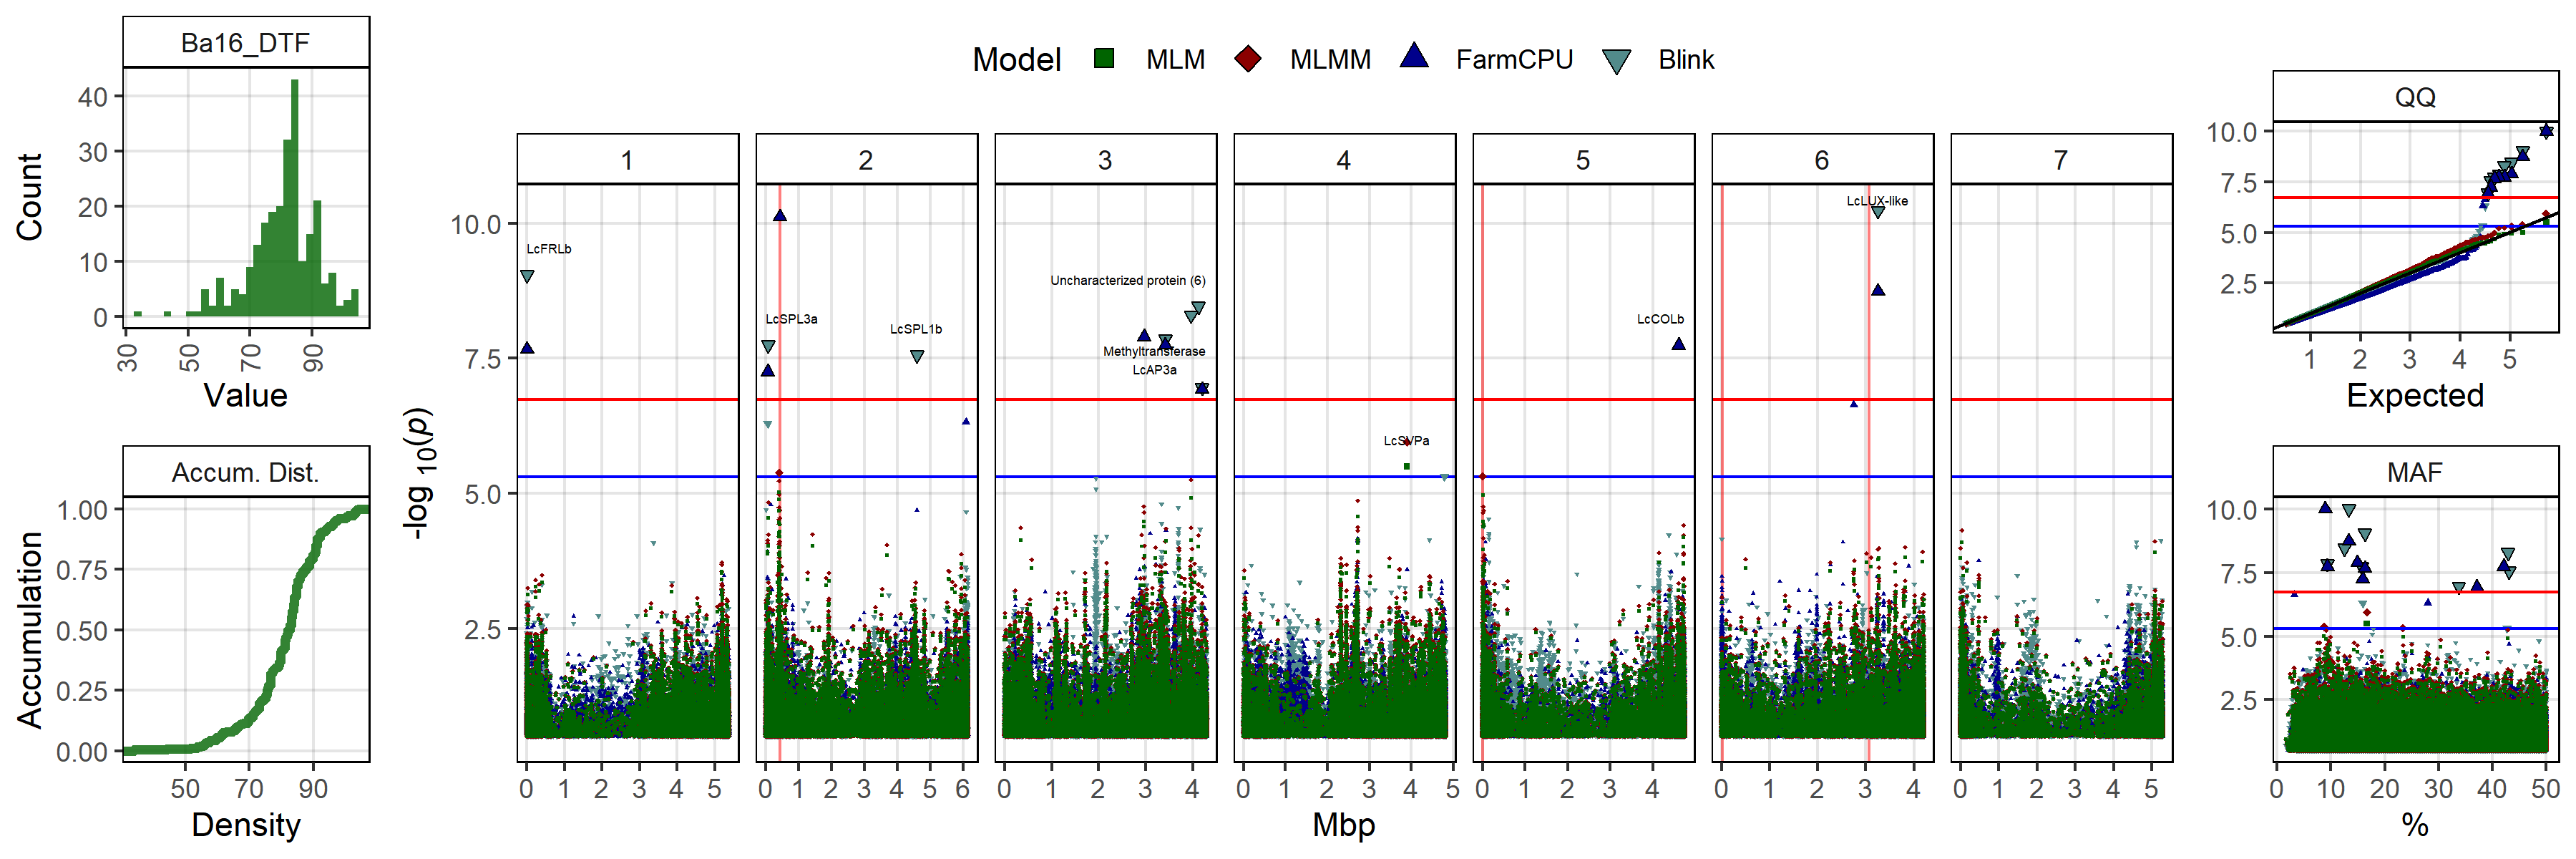 Ba16_DTF
Count
40
30
20
10
0
30
50
70
90
Value
Accum. Dist.
Accumulation
1.00
0.75
0.50
0.25
0.00
50 70 90
Density
Model MLM MLMM FarmCPU Blink
1 2 3 4 5 6 7
-log 10(p)
10.0
7.5
5.0
2.5
LcFRLb
LcSPL3a
LcSPL1b
Uncharacterized protein (6)
Methyltransferase
LcAP3a
LcSVPa
LcCOLb
LcLUX-like
0 1 2 3 4 5
0 1 2 3 4 5 6
0 1 2 3 4
0 1 2 3 4 5
0 1 2 3 4
0 1 2 3 4
0 1 2 3 4 5
Mbp
QQ
10.0
7.5
5.0
2.5
1 2 3 4 5
Expected
MAF
10.0
7.5
5.0
2.5
0 10 20 30 40 50
%